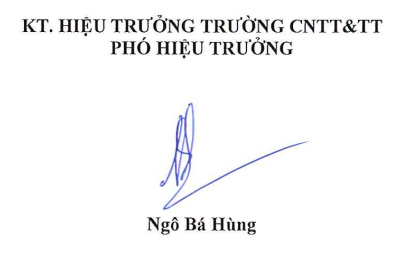 KT. HIỆU TRƯỞNG TRƯỜNG CNTT&TT
PHÓ HIỆU TRƯỞNG
Ngô Bá Hùng